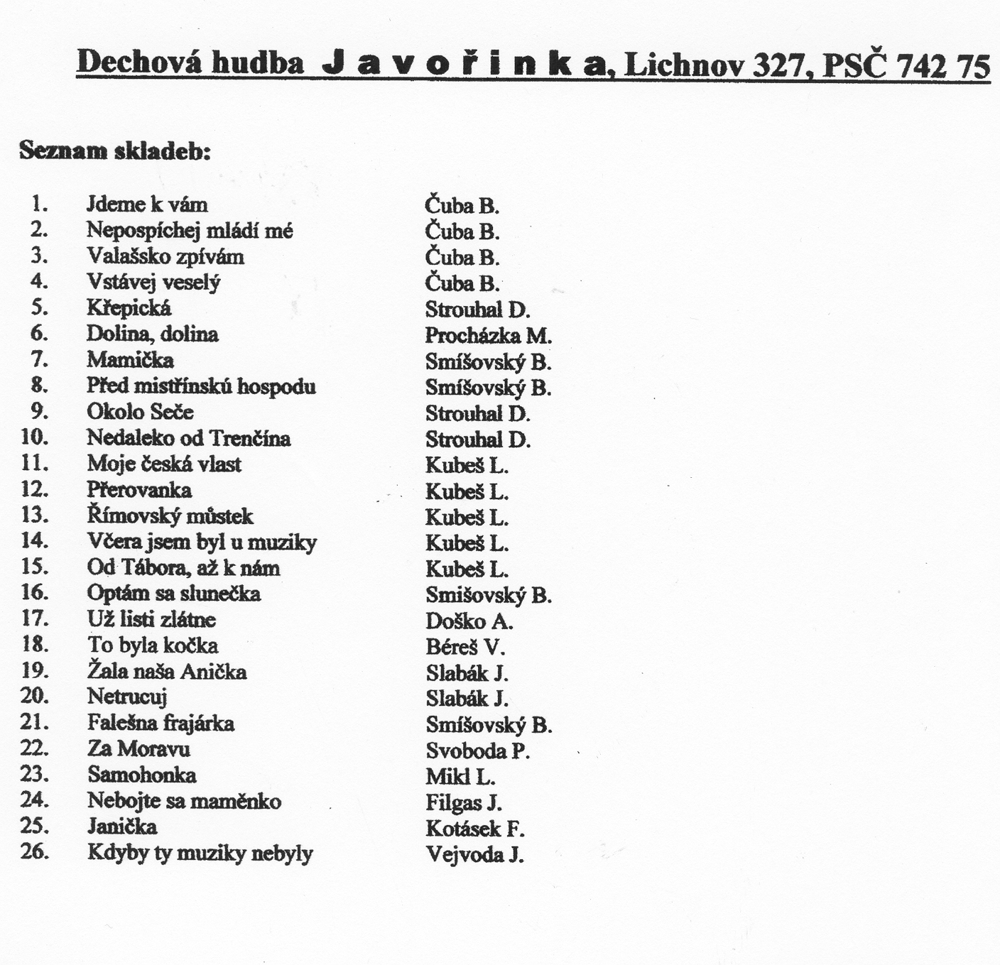 Dechová hudba Javořinka, Lichnov 327, PSČ 742 75
Seznam skladeb:
1. Jdeme k vám Čuba B.
2. Nepospíchej mládí mé Čuba B.
3. Valašsko zpívám Čuba B.
4. Vstávej veselý Čuba B.
5. Křepická Strouhal D.
6. Dolina, dolina Procházka M.
7. Mamička Smíšovský B.
8. Před mistřínskú hospodu Smíšovský B.
9. Okolo Seče Strouhal D.
10. Nedaleko od Trenčína Strouhal D.
11. Moje česká vlast Kubeš L.
12. Přerovanka Kubeš L.
13. Římovský můstek Kubeš L.
14. Včera jsem byl u muziky Kubeš L.
15. Od Tábora, až k nám Kubeš L.
16. Optám sa slunečka Smišovský B.
17. Už listi zlátne Doško A.
18. To byla kočka Béreš V.
19. Žala naša Anička Slabák J.
20. Netrucuj Slabák J.
21. Falešna frajárka Smíšovský B.
22. Za Moravu Svoboda P.
23. Samohonka Mikl L.
24. Nebojte sa maměnko Filgas J.
25. Janička Kotásek F.
26. Kdyby ty muziky nebyly Vejvoda J.